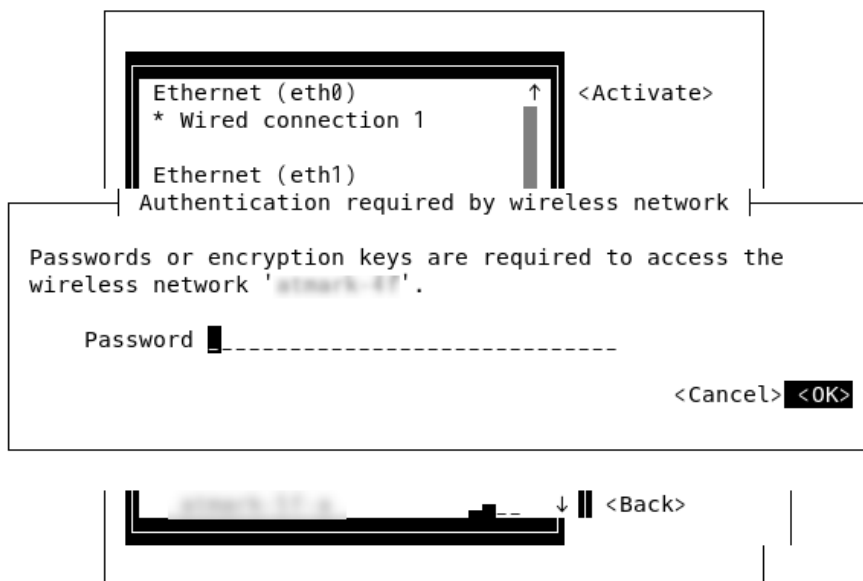 Ethernet (eth0) ↑ <Activate>
* Wired connection 1
Ethernet (eth1)
Authentication required by wireless network
Passwords or encryption keys are required to access the
wireless network ' '.
Password ______________________________
<Cancel> <OK>
↓ <Back>